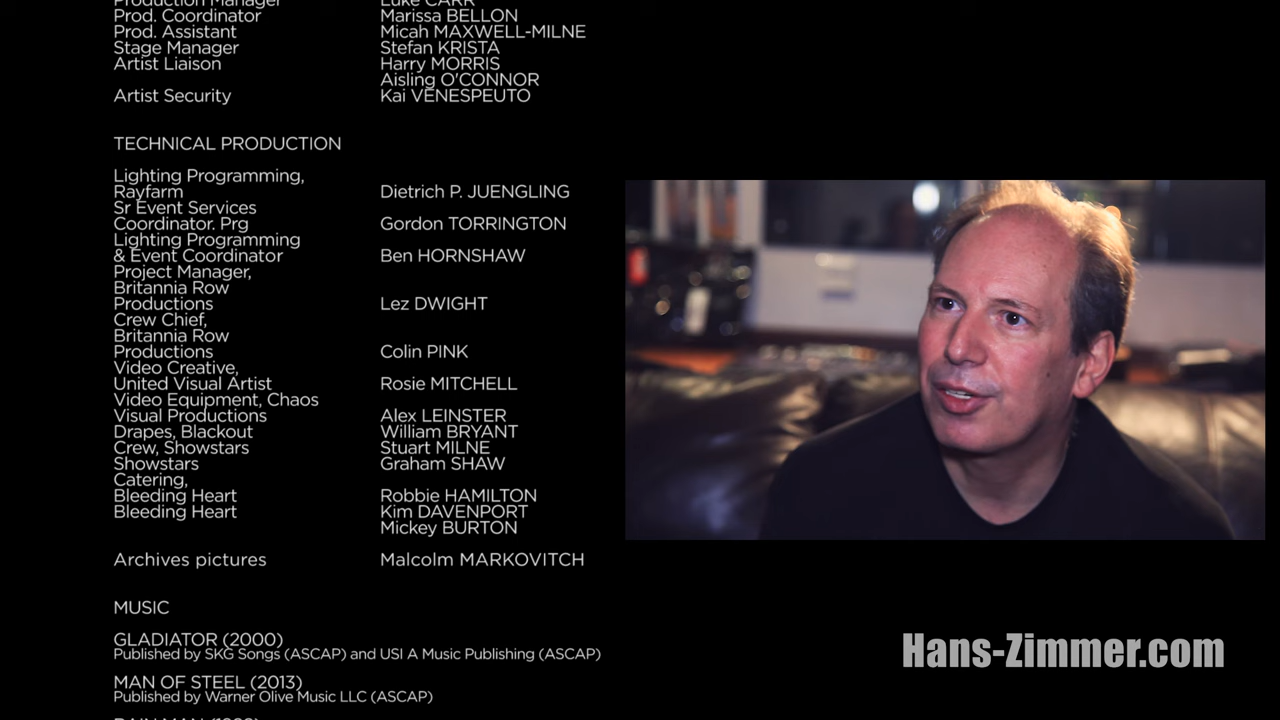 Production Manager Luke CARR
Prod. Coordinator Marissa BELLON
Prod. Assistant Micah MAXWELL-MILNE
Stage Manager Stefan KRISTA
Artist Liaison Harry MORRIS
Aisling O'CONNOR
Artist Security Kai VENESPEUTO
TECHNICAL PRODUCTION
Lighting Programming,
Rayfarm Dietrich P. JUENGLING
Sr Event Services
Coordinator. Prg Gordon TORRINGTON
Lighting Programming
& Event Coordinator Ben HORNSHAW
Project Manager,
Britannia Row
Productions Lez DWIGHT
Crew Chief,
Britannia Row
Productions Colin PINK
Video Creative,
United Visual Artist Rosie MITCHELL
Video Equipment, Chaos
Visual Productions Alex LEINSTER
Drapes, Blackout William BRYANT
Crew, Showstars Stuart MILNE
Showstars Graham SHAW
Catering,
Bleeding Heart Robbie HAMILTON
Bleeding Heart Kim DAVENPORT
Mickey BURTON
Archives pictures Malcolm MARKOVITCH
MUSIC
GLADIATOR (2000)
Published by SKG Songs (ASCAP) and USI A Music Publishing (ASCAP)
MAN OF STEEL (2013)
Published by Warner Olive Music LLC (ASCAP)
Hans-Zimmer.com